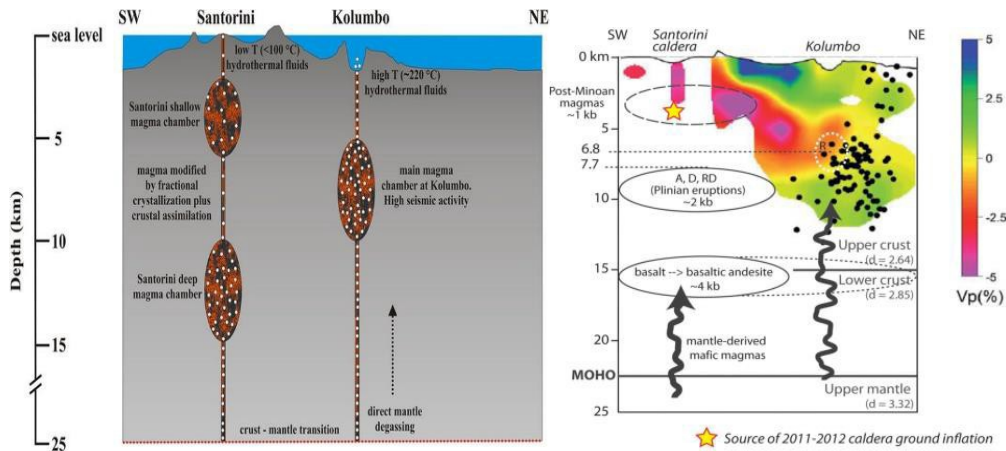 SW Santorini Kolumbo NE
sea level
low T (<100 °C)
hydrothermal fluids
high T (~220 °C)
hydrothermal fluids
Santorini shallow
magma chamber
5
magma modified
by fractional
crystallization plus
crustal assimilation
main magma
chamber at Kolumbo.
High seismic activity
10
Santorini deep
magma chamber
15
direct mantle
degassing
crust - mantle transition
25
Depth (km)
SW Santorini caldera Kolumbo NE
0 km
Post-Minoan
magmas
~1 kb
5
6.8
7.7
R
A, D, RD
(Plinian eruptions)
~2 kb
10
Upper crust
(d = 2.64)
basalt --> basaltic andesite
~4 kb
15
Lower crust
(d = 2.85)
20
mantle-derived
mafic magmas
MOHO
Upper mantle
(d = 3.32)
25
5
2.5
0
-2.5
-5
Vp(%)
Source of 2011-2012 caldera ground inflation